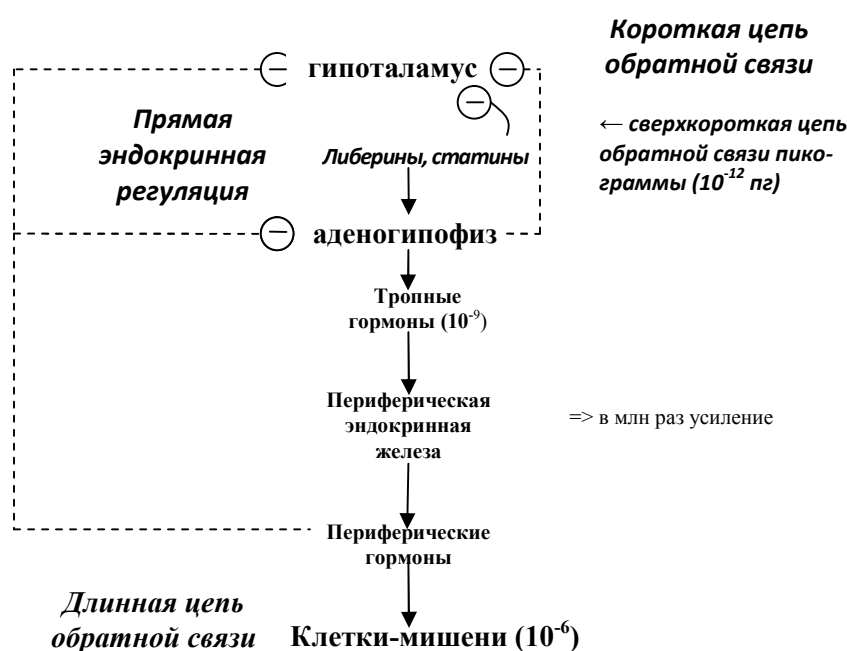 Короткая цепь
обратной связи
гипоталамус
Прямая
эндокринная
регуляция
← сверхкороткая цепь
обратной связи пико-
граммы (10⁻¹² пг)
Либерины, статины
аденогипофиз
Тропные
гормоны (10⁻⁹)
Периферическая
эндокринная
железа
=> в млн раз усиление
Периферические
гормоны
Длинная цепь
обратной связи
Клетки-мишени (10⁻⁶)